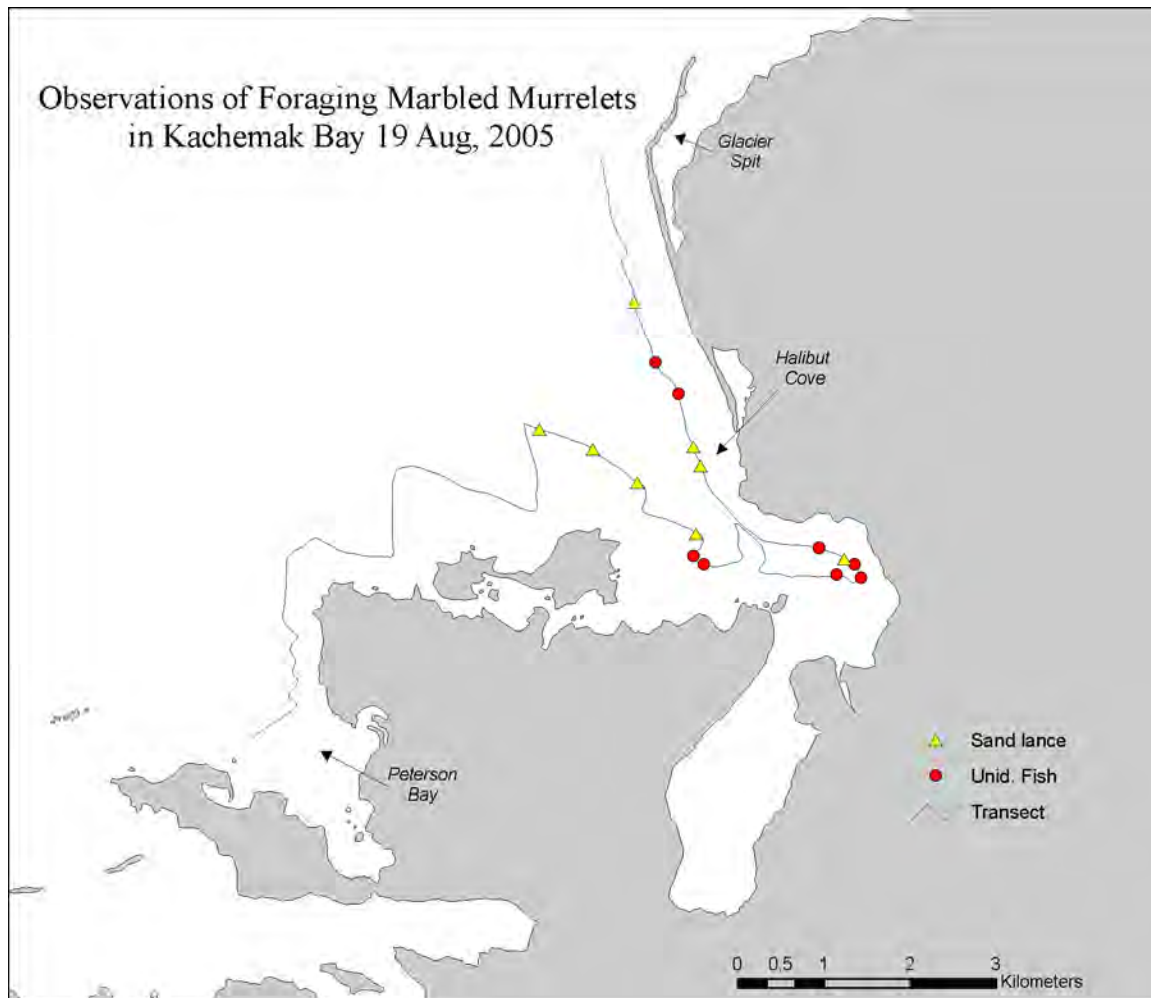 Observations of Foraging Marbled Murrelets
in Kachemak Bay 19 Aug, 2005
Glacier
Spit
Halibut
Cove
Peterson
Bay
Sand lance
Unid. Fish
Transect
0 0.5 1 2 3
Kilometers